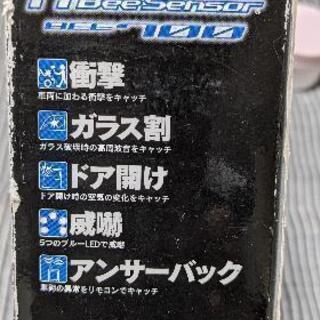 Bee-Sensor
100
衝撃
車両に加わる衝撃をキャッチ
ガラス割
ガラス破壊時の高周波音をキャッチ
ドア開け
ドア開け時の空気の変化をキャッチ
威嚇
5つのブルーLEDで威嚇
アンサーバック
車両の異常をリモコンでキャッチ